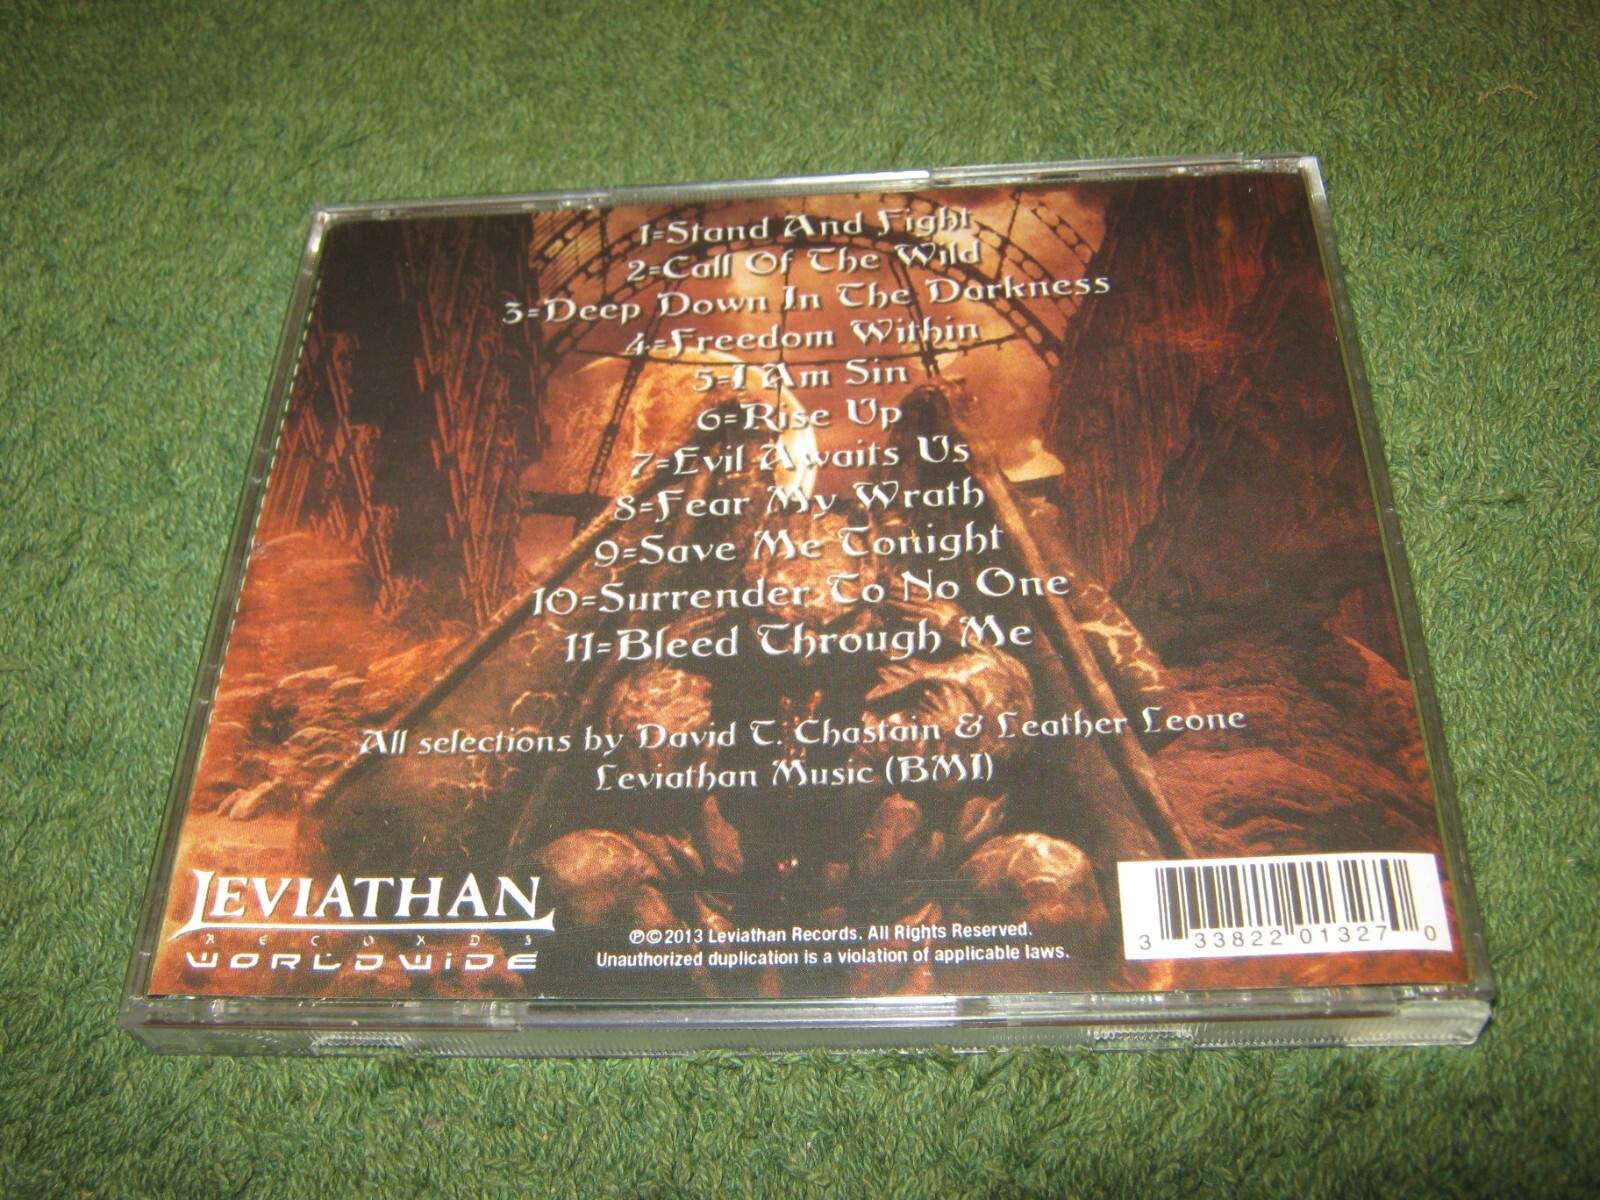 1=Stand And Fight
2=Call Of The Wild
3=Deep Down In The Darkness
4=Freedom Within
5=I Am Sin
6=Rise Up
7=Evil Awaits Us
8=Fear My Wrath
9=Save Me Tonight
10=Surrender To No One
11=Bleed Through Me
All selections by David T. Chastain & Leather Leone
Leviathan Music (BMI)
LEVIATHAN
RECORDS
WORLDWIDE
℗©2013 Leviathan Records. All Rights Reserved.
Unauthorized duplication is a violation of applicable laws.
3 33822 01327 0